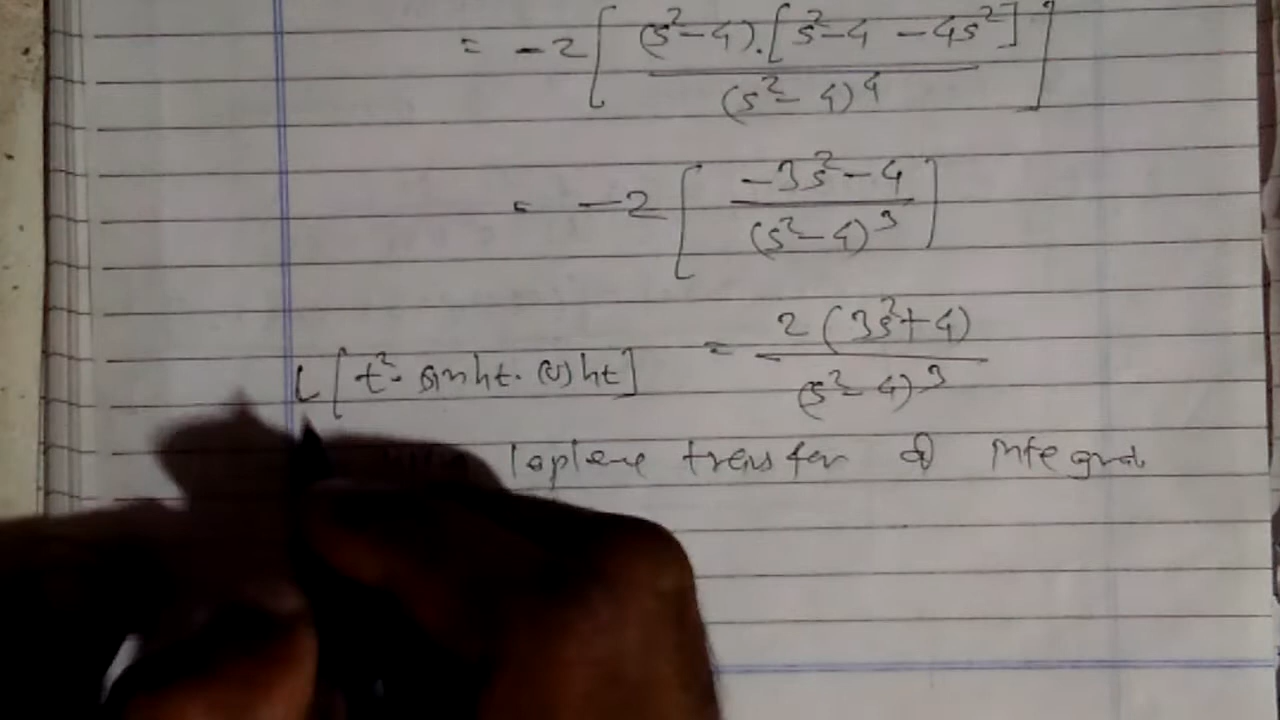 = -2 [ (s²-4).[s²-4 -4s²] / (s²-4)⁴ ]
= -2 [ -3s²-4 / (s²-4)³ ]
L[t². sinht. cosht] = 2(3s²+4) / (s²-4)³
laplace transfor of integral